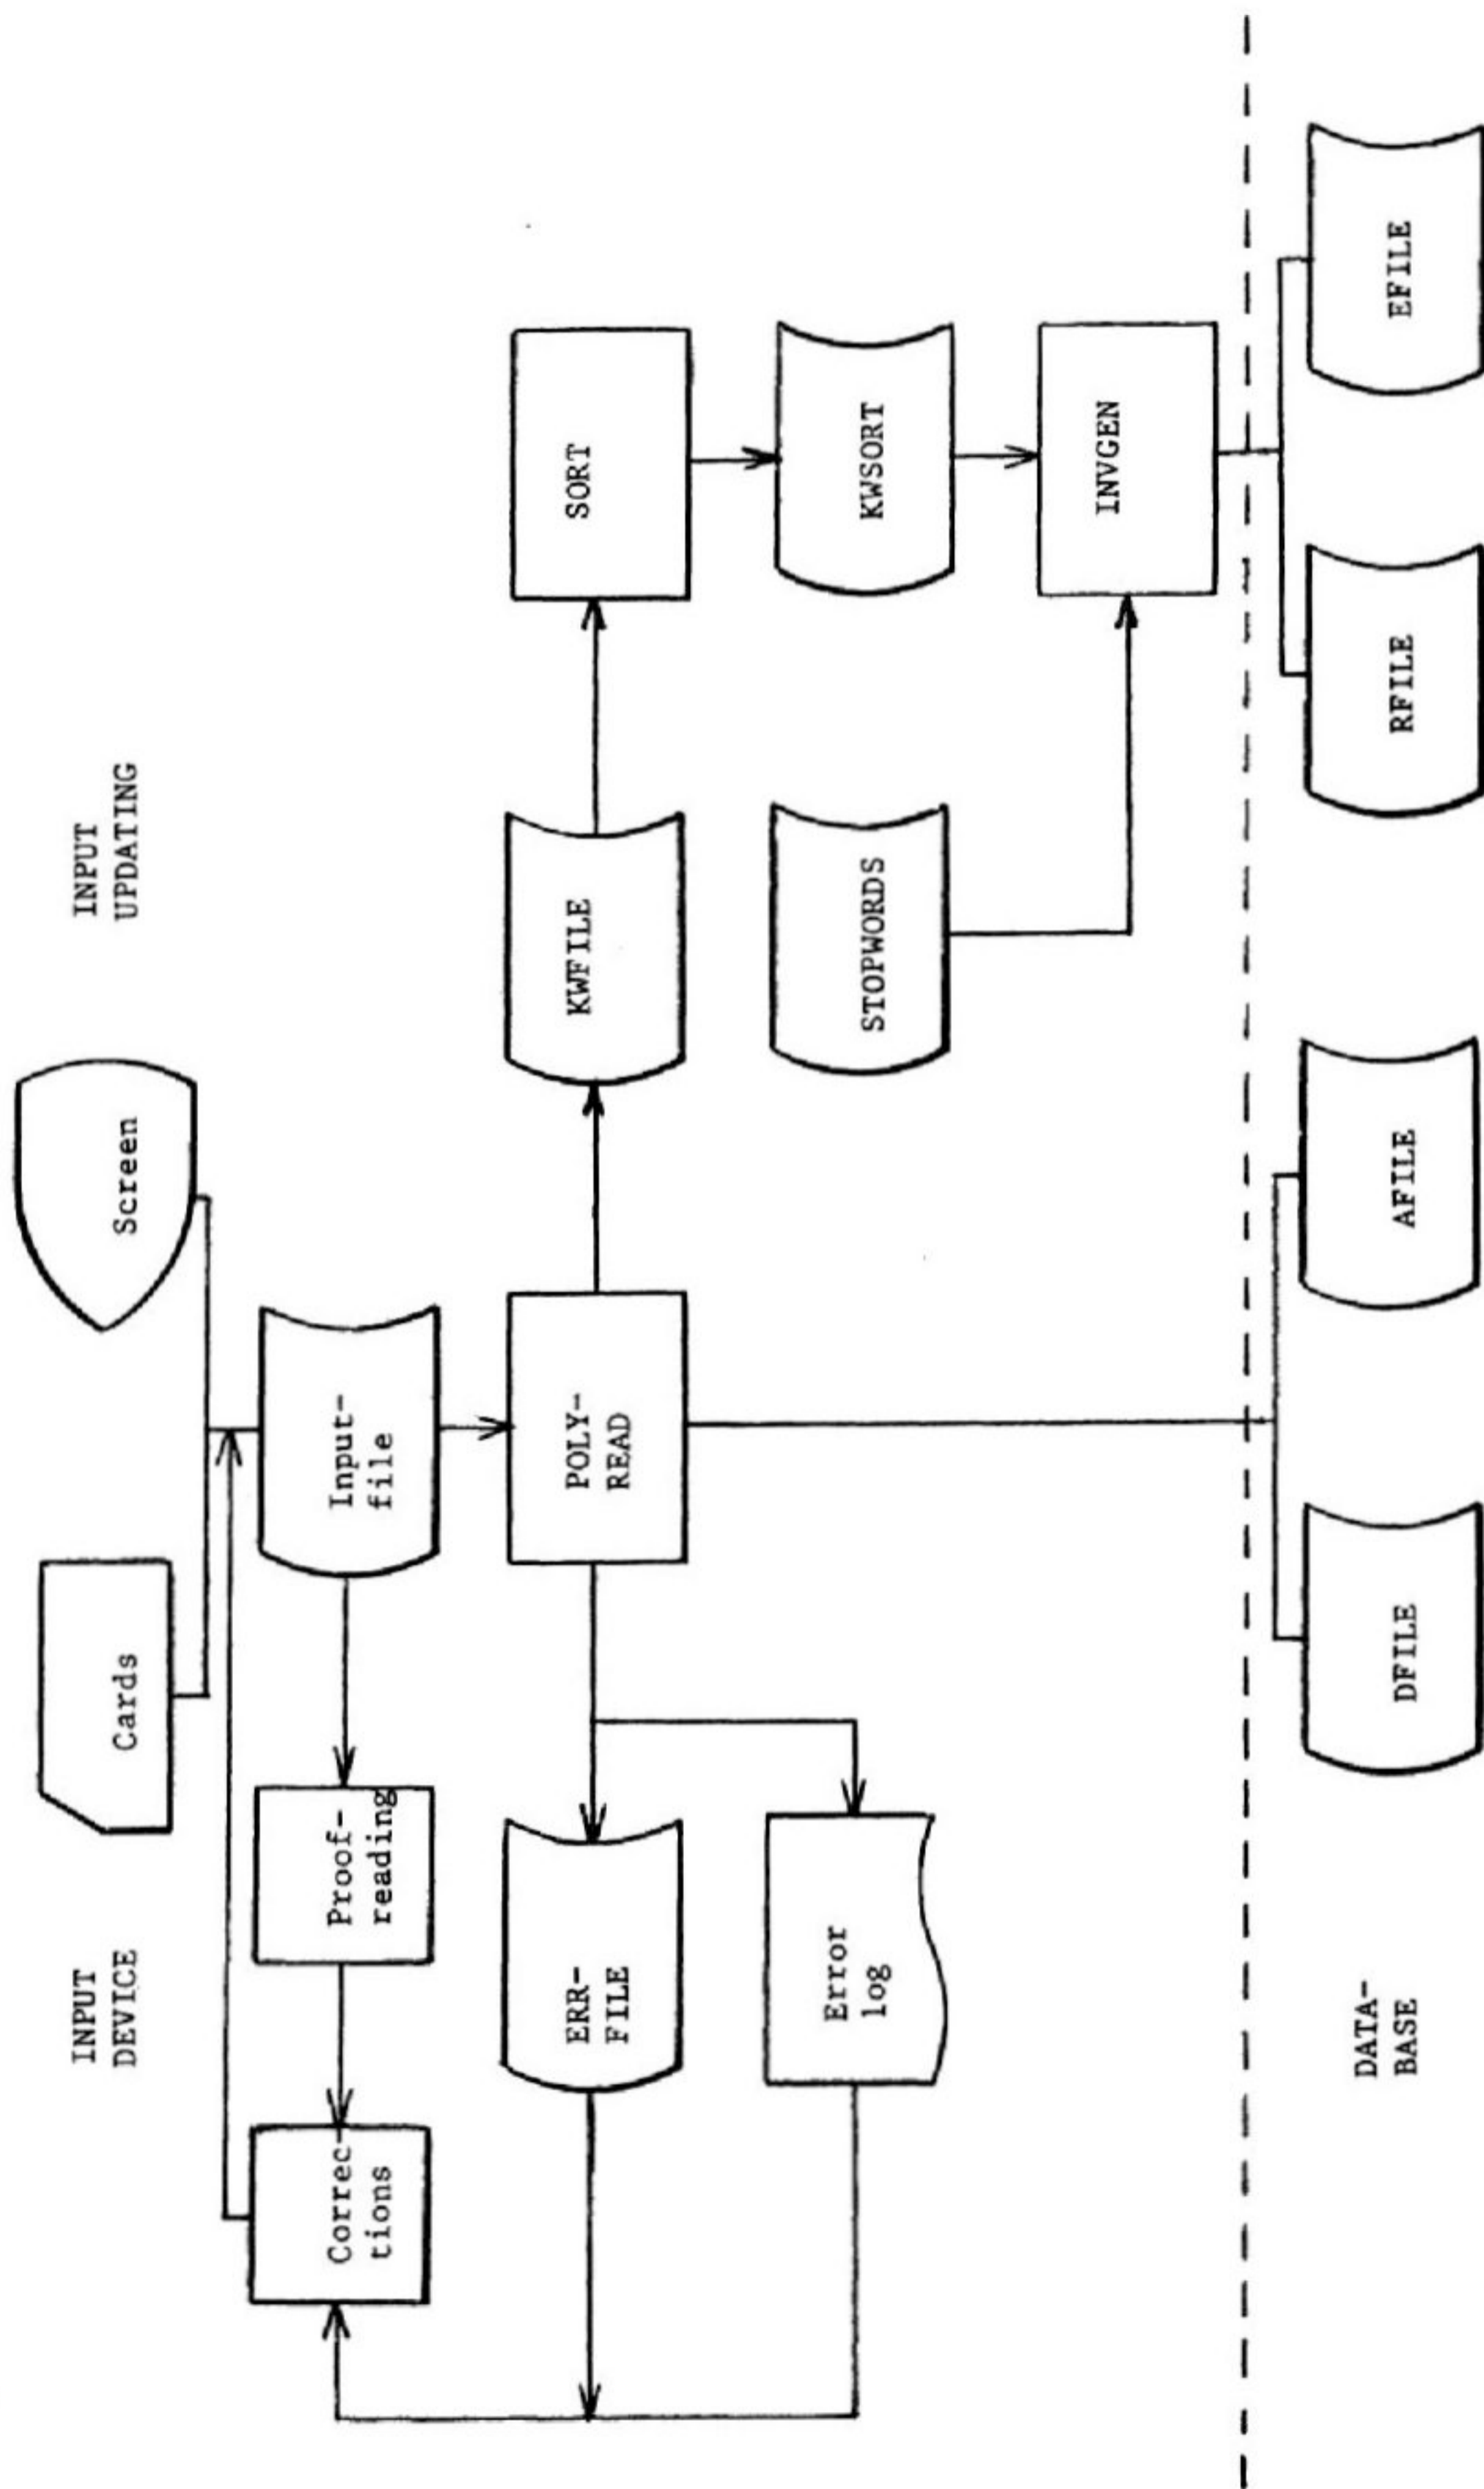 INPUT
DEVICE
Cards
Screen
INPUT
UPDATING
Correc-
tions
Proof-
reading
Input-
file
ERR-
FILE
POLY-
READ
KWFILE
SORT
Error
log
STOPWORDS
KWSORT
INVGEN
DATA-
BASE
DFILE
AFILE
RFILE
EFILE